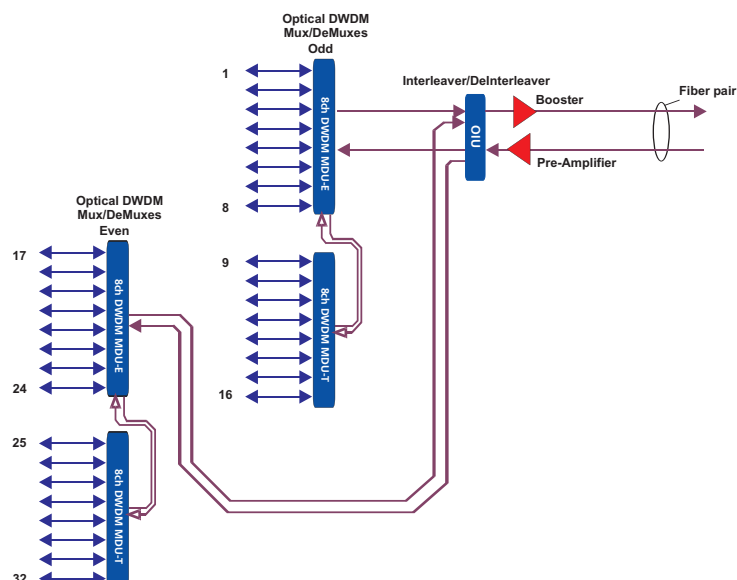 Optical DWDM
Mux/DeMuxes
Odd
1
8
8ch DWDM MDU-E
Interleaver/DeInterleaver
OIU
Booster
Pre-Amplifier
Fiber pair
9
16
8ch DWDM MDU-T
Optical DWDM
Mux/DeMuxes
Even
17
24
8ch DWDM MDU-E
25
32
8ch DWDM MDU-T